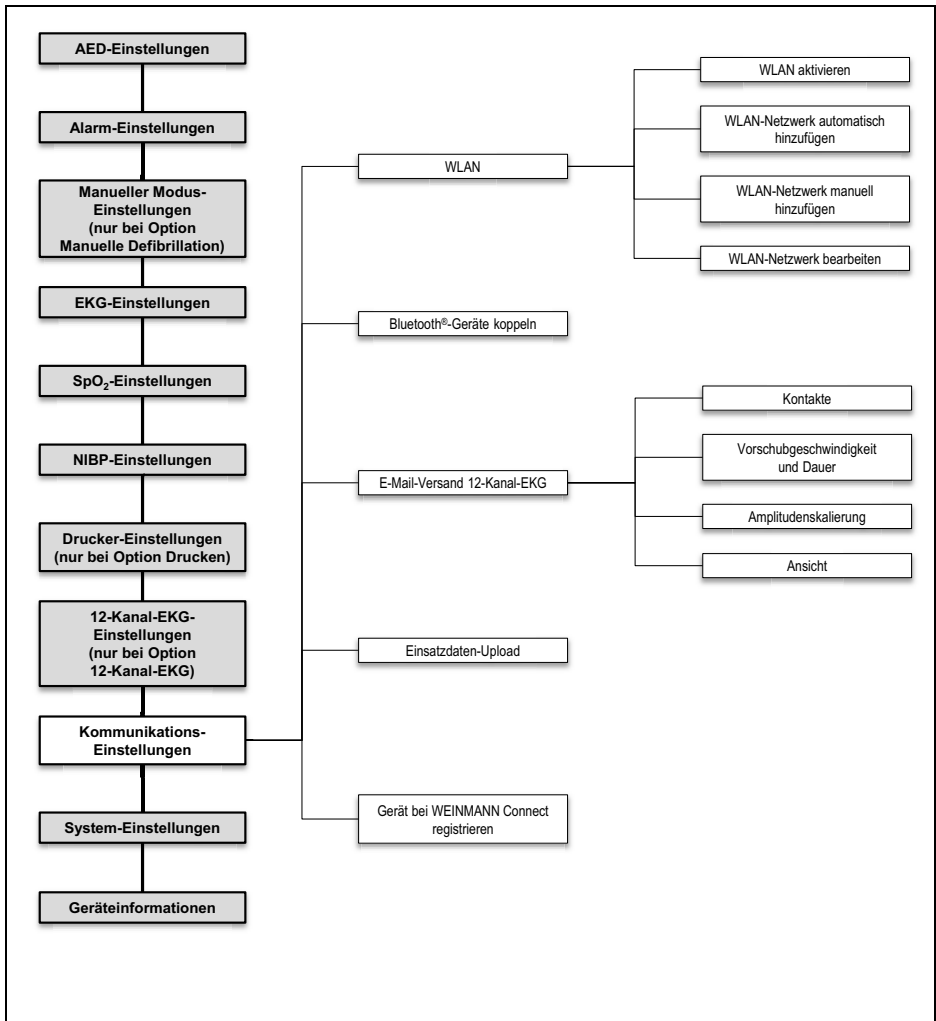 AED-Einstellungen
Alarm-Einstellungen
Manueller Modus-
Einstellungen
(nur bei Option
Manuelle Defibrillation)
EKG-Einstellungen
SpO₂-Einstellungen
NIBP-Einstellungen
Drucker-Einstellungen
(nur bei Option Drucken)
12-Kanal-EKG-
Einstellungen
(nur bei Option
12-Kanal-EKG)
Kommunikations-
Einstellungen
System-Einstellungen
Geräteinformationen
WLAN
Bluetooth®-Geräte koppeln
E-Mail-Versand 12-Kanal-EKG
Einsatzdaten-Upload
Gerät bei WEINMANN Connect
registrieren
WLAN aktivieren
WLAN-Netzwerk automatisch
hinzufügen
WLAN-Netzwerk manuell
hinzufügen
WLAN-Netzwerk bearbeiten
Kontakte
Vorschubgeschwindigkeit
und Dauer
Amplitudenskalierung
Ansicht